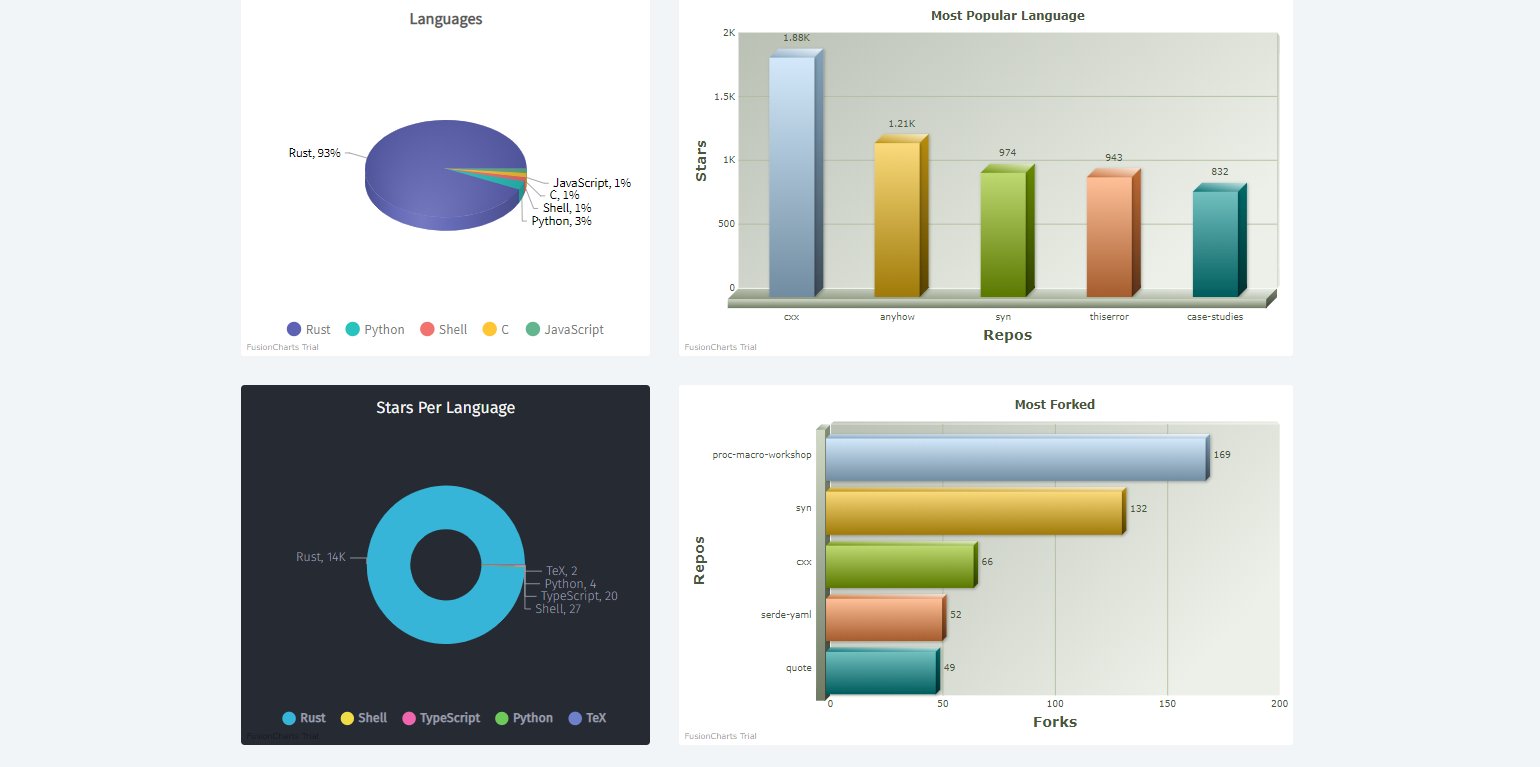 Languages
Rust, 93%
JavaScript, 1%
C, 1%
Shell, 1%
Python, 3%
Rust Python Shell C JavaScript
FusionCharts Trial
Most Popular Language
Stars
2K
1.5K
1K
500
0
1.88K
1.21K
974
943
832
cxx anyhow syn thiserror case-studies
Repos
FusionCharts Trial
Stars Per Language
Rust, 14K
TeX, 2
Python, 4
TypeScript, 20
Shell, 27
Rust Shell TypeScript Python TeX
FusionCharts Trial
Most Forked
Repos
proc-macro-workshop 169
syn 132
cxx 66
serde-yaml 52
quote 49
0 50 100 150 200
Forks
FusionCharts Trial